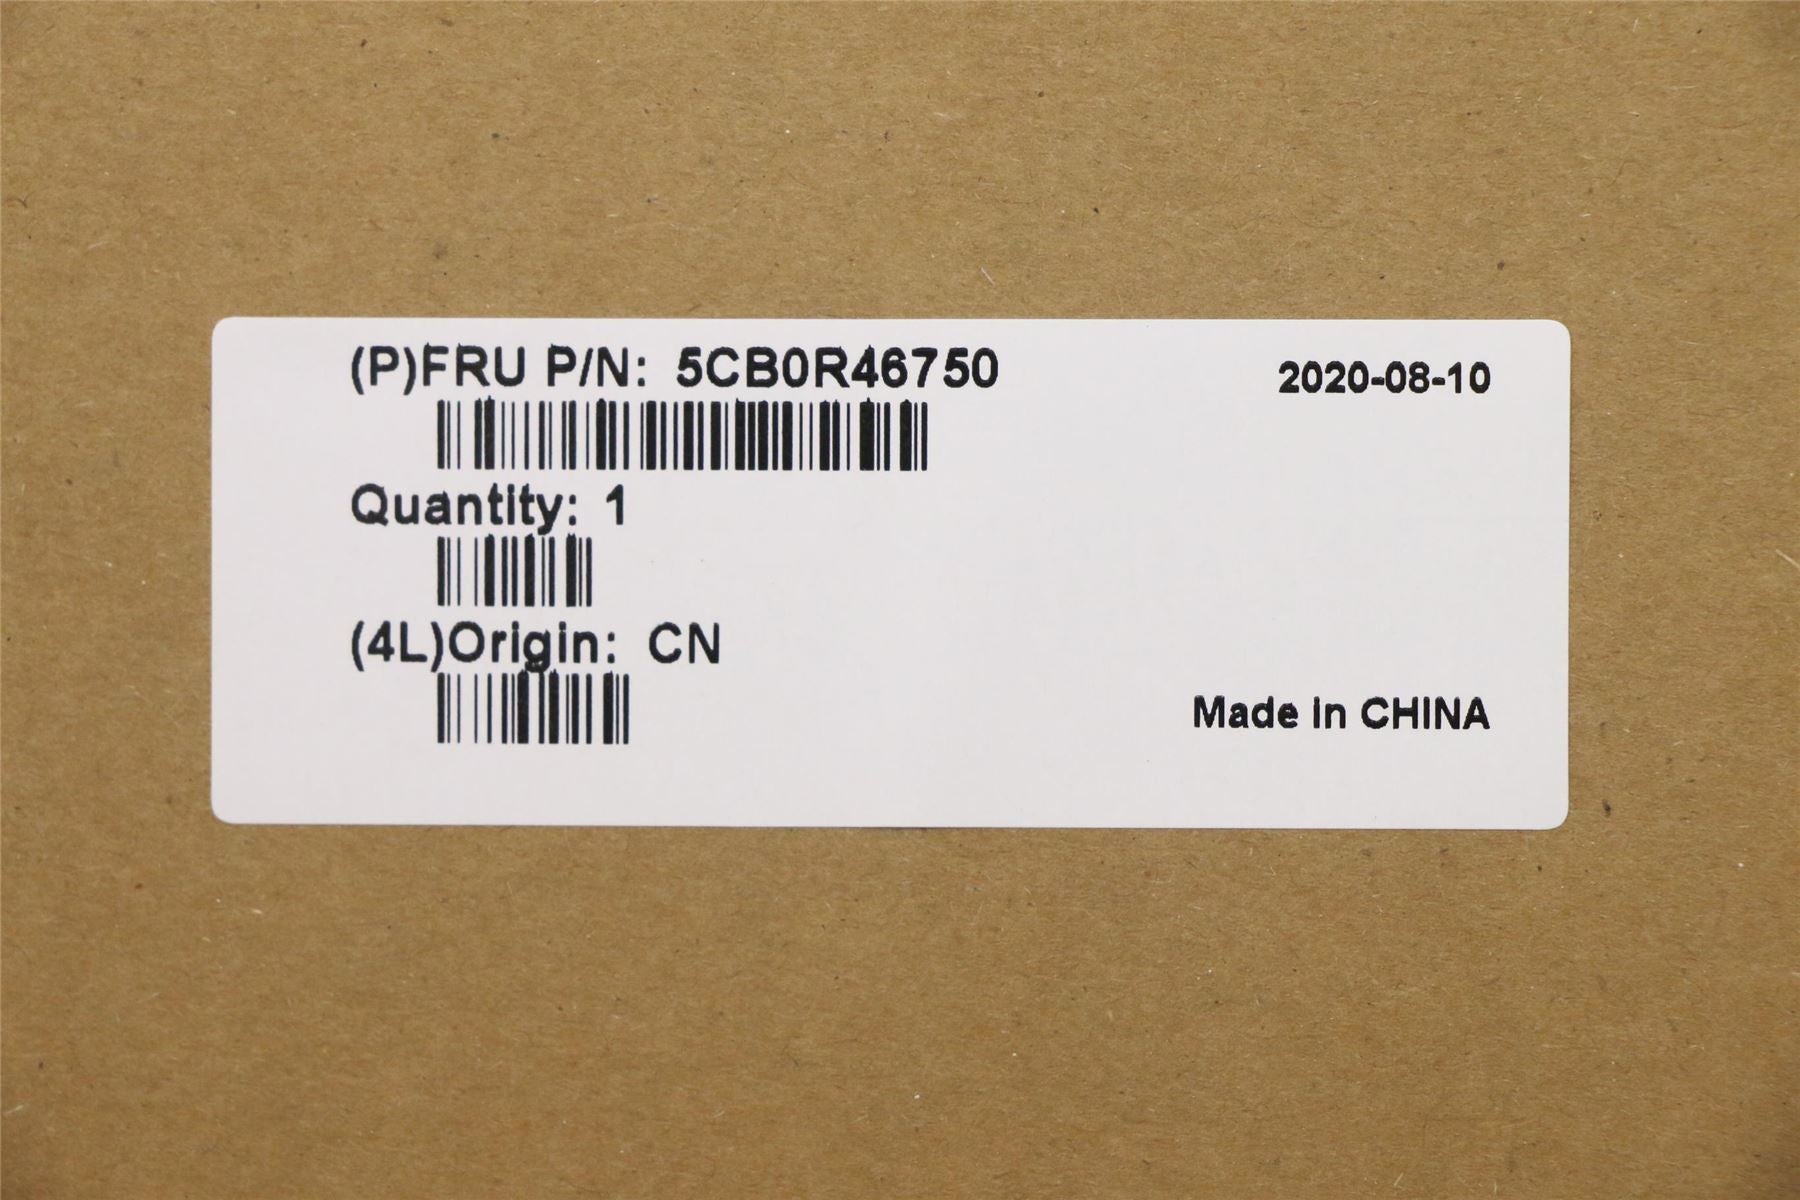 (P)FRU P/N: 5CB0R46750
2020-08-10
Quantity: 1
(4L)Origin: CN
Made in CHINA